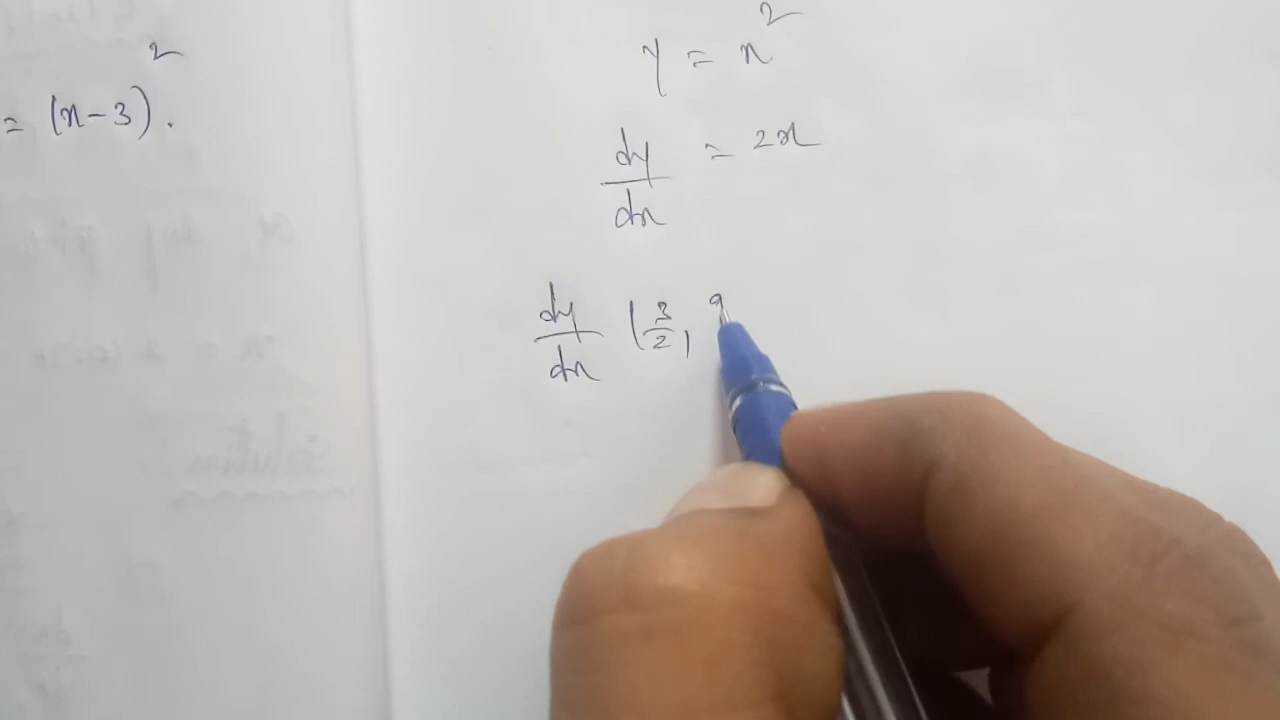 = (x-3)².
y = x²
dy/dx = 2x
dy/dx (3/2, 9